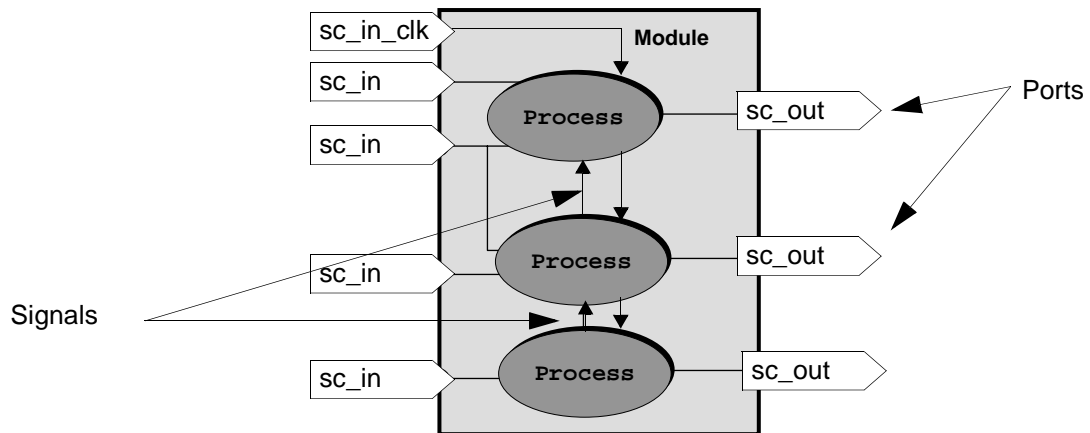 sc_in_clk
Module
sc_in
Ports
Process
sc_out
sc_in
Process
sc_out
sc_in
Signals
Process
sc_out
sc_in